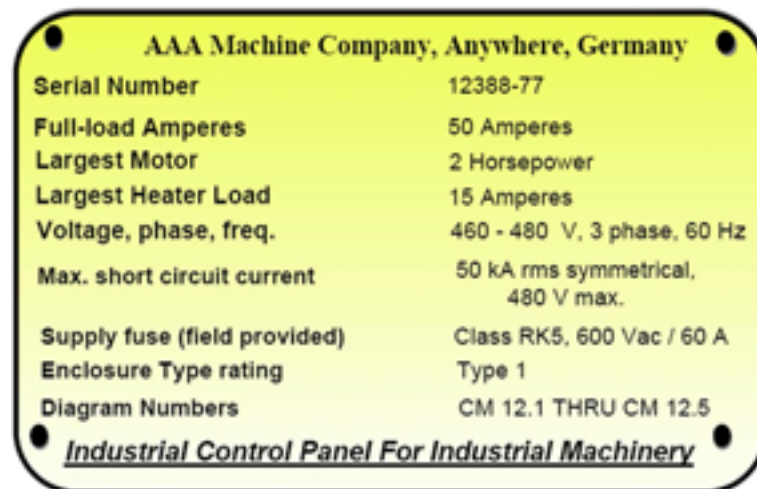 AAA Machine Company, Anywhere, Germany
Serial Number 12388-77
Full-load Amperes 50 Amperes
Largest Motor 2 Horsepower
Largest Heater Load 15 Amperes
Voltage, phase, freq. 460 - 480 V, 3 phase, 60 Hz
Max. short circuit current 50 kA rms symmetrical,
480 V max.
Supply fuse (field provided) Class RK5, 600 Vac / 60 A
Enclosure Type rating Type 1
Diagram Numbers CM 12.1 THRU CM 12.5
Industrial Control Panel For Industrial Machinery